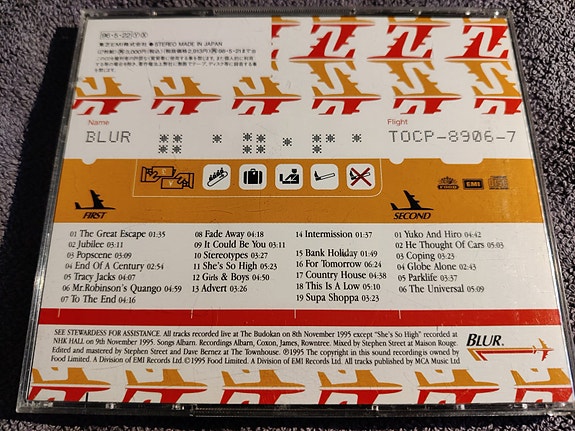 96・5・22 Ⓨ Ⓧ
東芝EMI株式会社 ● STEREO MADE IN JAPAN
Name
BLUR
Flight
TOCP-8906-7
FOOD EMI
FIRST
01 The Great Escape 01:35
02 Jubilee 03:11
03 Popscene 03:09
04 End Of A Century 02:54
05 Tracy Jacks 04:07
06 Mr.Robinson's Quango 04:59
07 To The End 04:16
08 Fade Away 04:18
09 It Could Be You 03:11
10 Stereotypes 03:27
11 She's So High 05:23
12 Girls & Boys 04:50
13 Advert 03:26
14 Intermission 01:37
15 Bank Holiday 01:49
16 For Tomorrow 06:24
17 Country House 04:38
18 This Is A Low 05:10
19 Supa Shoppa 03:23
SECOND
01 Yuko And Hiro 04:42
02 He Thought Of Cars 05:03
03 Coping 03:23
04 Globe Alone 02:43
05 Parklife 03:37
06 The Universal 05:09
SEE STEWARDESS FOR ASSISTANCE. All tracks recorded live at The Budokan on 8th November 1995 except "She's So High" recorded at
NHK HALL on 9th November 1995. Songs Albarn. Recordings Albarn, Coxon, James, Rowntree. Mixed by Stephen Street at Maison Rouge.
Edited and mastered by Stephen Street and Dave Bernez at The Townhouse. ℗1995 The copyright in this sound recording is owned by
Food Limited. A Division of EMI Records Ltd. ©1995 Food Limited. A Division of EMI Records Ltd. All tracks published by MCA Music Ltd
BLUR.